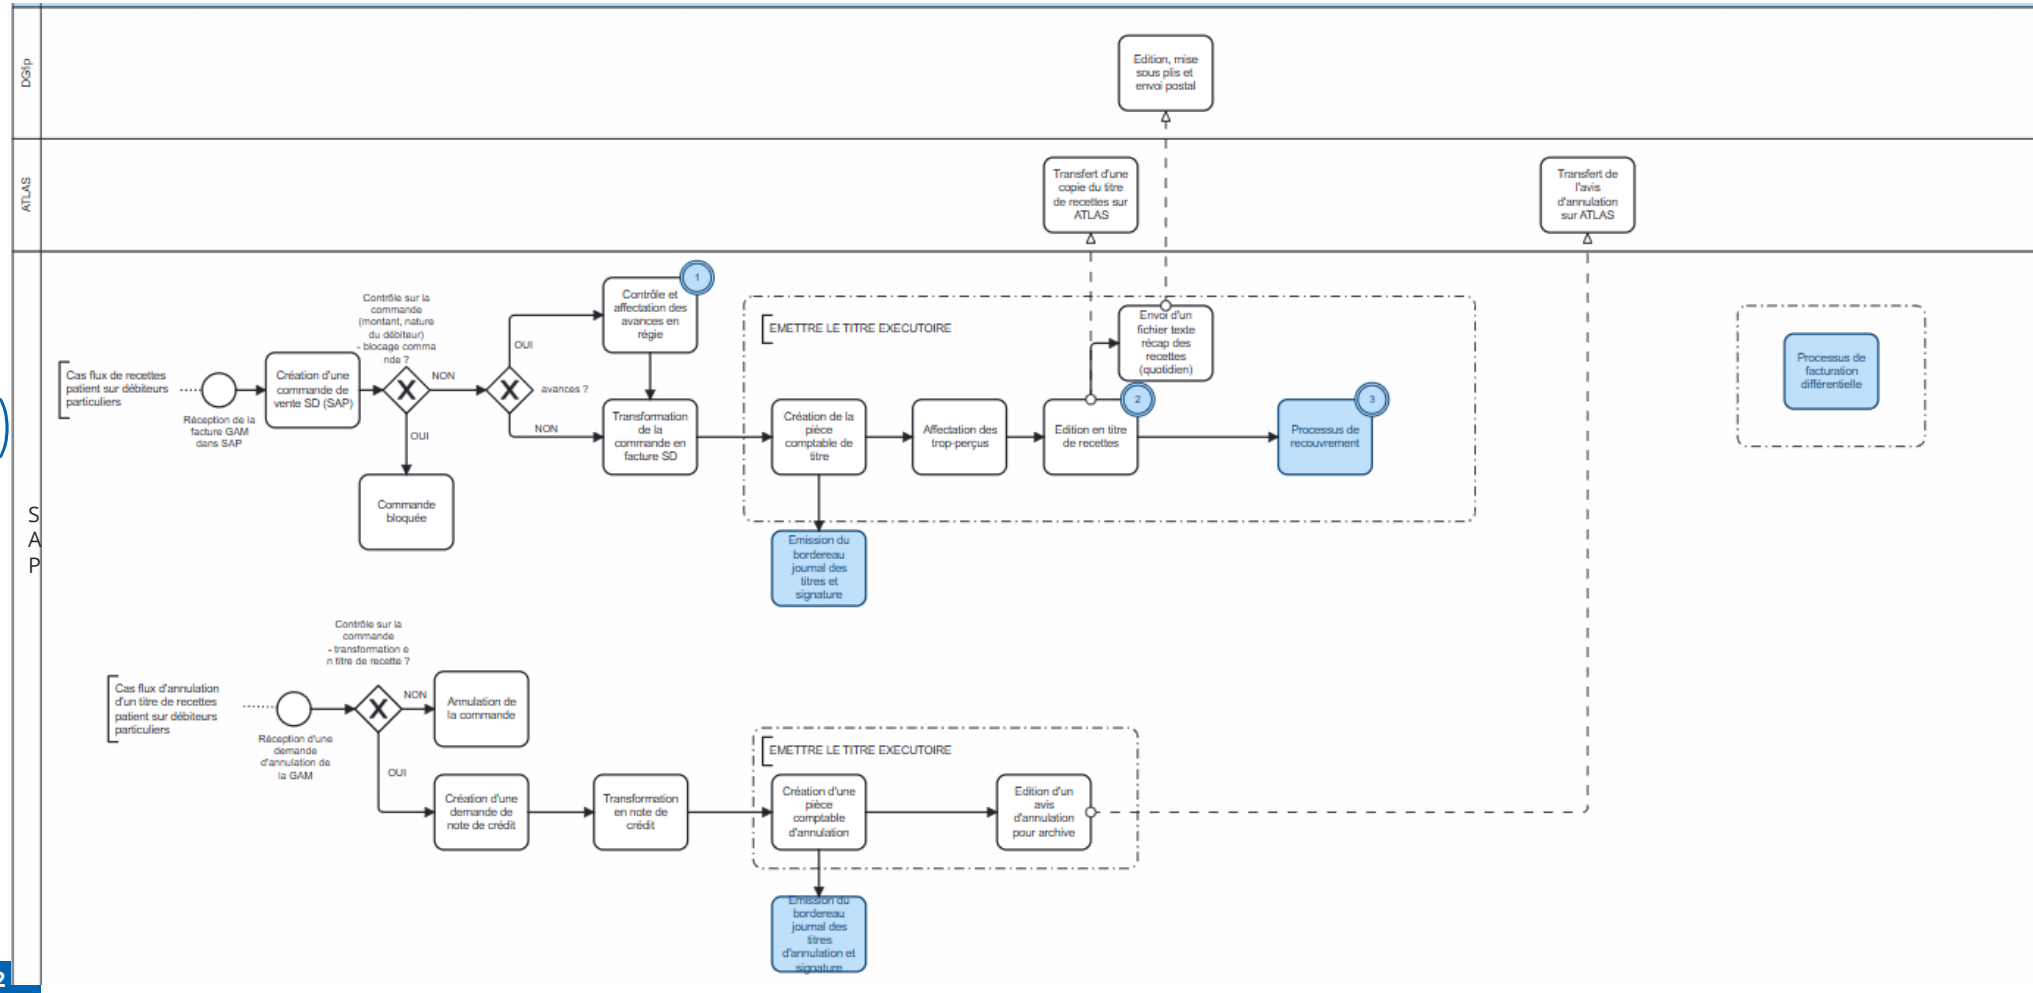 DGfip
Edition, mise
sous plis et
envoi postal
ATLAS
Transfert d'une
copie du titre
de recettes sur
ATLAS
Transfert de
l'avis
d'annulation
sur ATLAS
S
A
P
Cas flux de recettes
patient sur débiteurs
particuliers
Réception de la
facture GAM
dans SAP
Création d'une
commande de
vente SD (SAP)
Contrôle sur la
commande
(montant, nature
du débiteur)
- blocage comma
nde ?
NON
OUI
Commande
bloquée
avances ?
OUI
NON
Contrôle et
affectation des
avances en
régie
1
Transformation
de la
commande en
facture SD
EMETTRE LE TITRE EXECUTOIRE
Création de la
pièce
comptable de
titre
Affectation des
trop-perçus
Edition en titre
de recettes
2
Envoi d'un
fichier texte
récap des
recettes
(quotidien)
Processus de
recouvrement
3
Emission du
bordereau
journal des
titres et
signature
Processus de
facturation
différentielle
Cas flux d'annulation
d'un titre de recettes
patient sur débiteurs
particuliers
Réception d'une
demande
d'annulation de
la GAM
Contrôle sur la
commande
- transformation e
n titre de recette ?
NON
Annulation de
la commande
OUI
Création d'une
demande de
note de crédit
Transformation
en note de
crédit
EMETTRE LE TITRE EXECUTOIRE
Création d'une
pièce
comptable
d'annulation
Edition d'un
avis
d'annulation
pour archive
Emission du
bordereau
journal des
titres
d'annulation et
signature
2